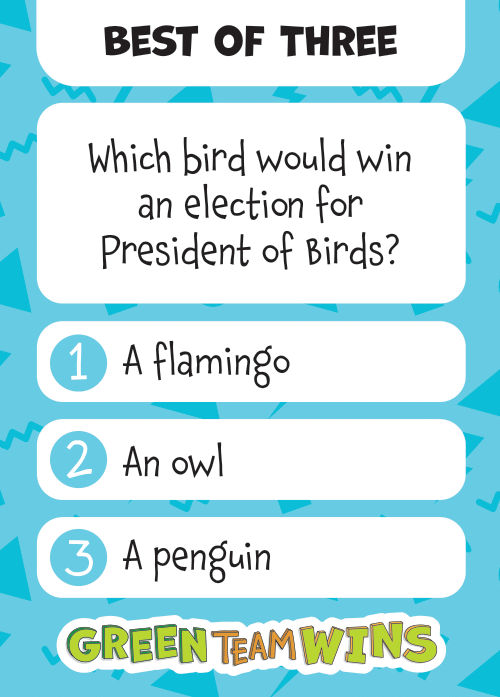 BEST OF THREE
Which bird would win
an election for
President of Birds?
1 A flamingo
2 An owl
3 A penguin
GREEN TEAM WINS